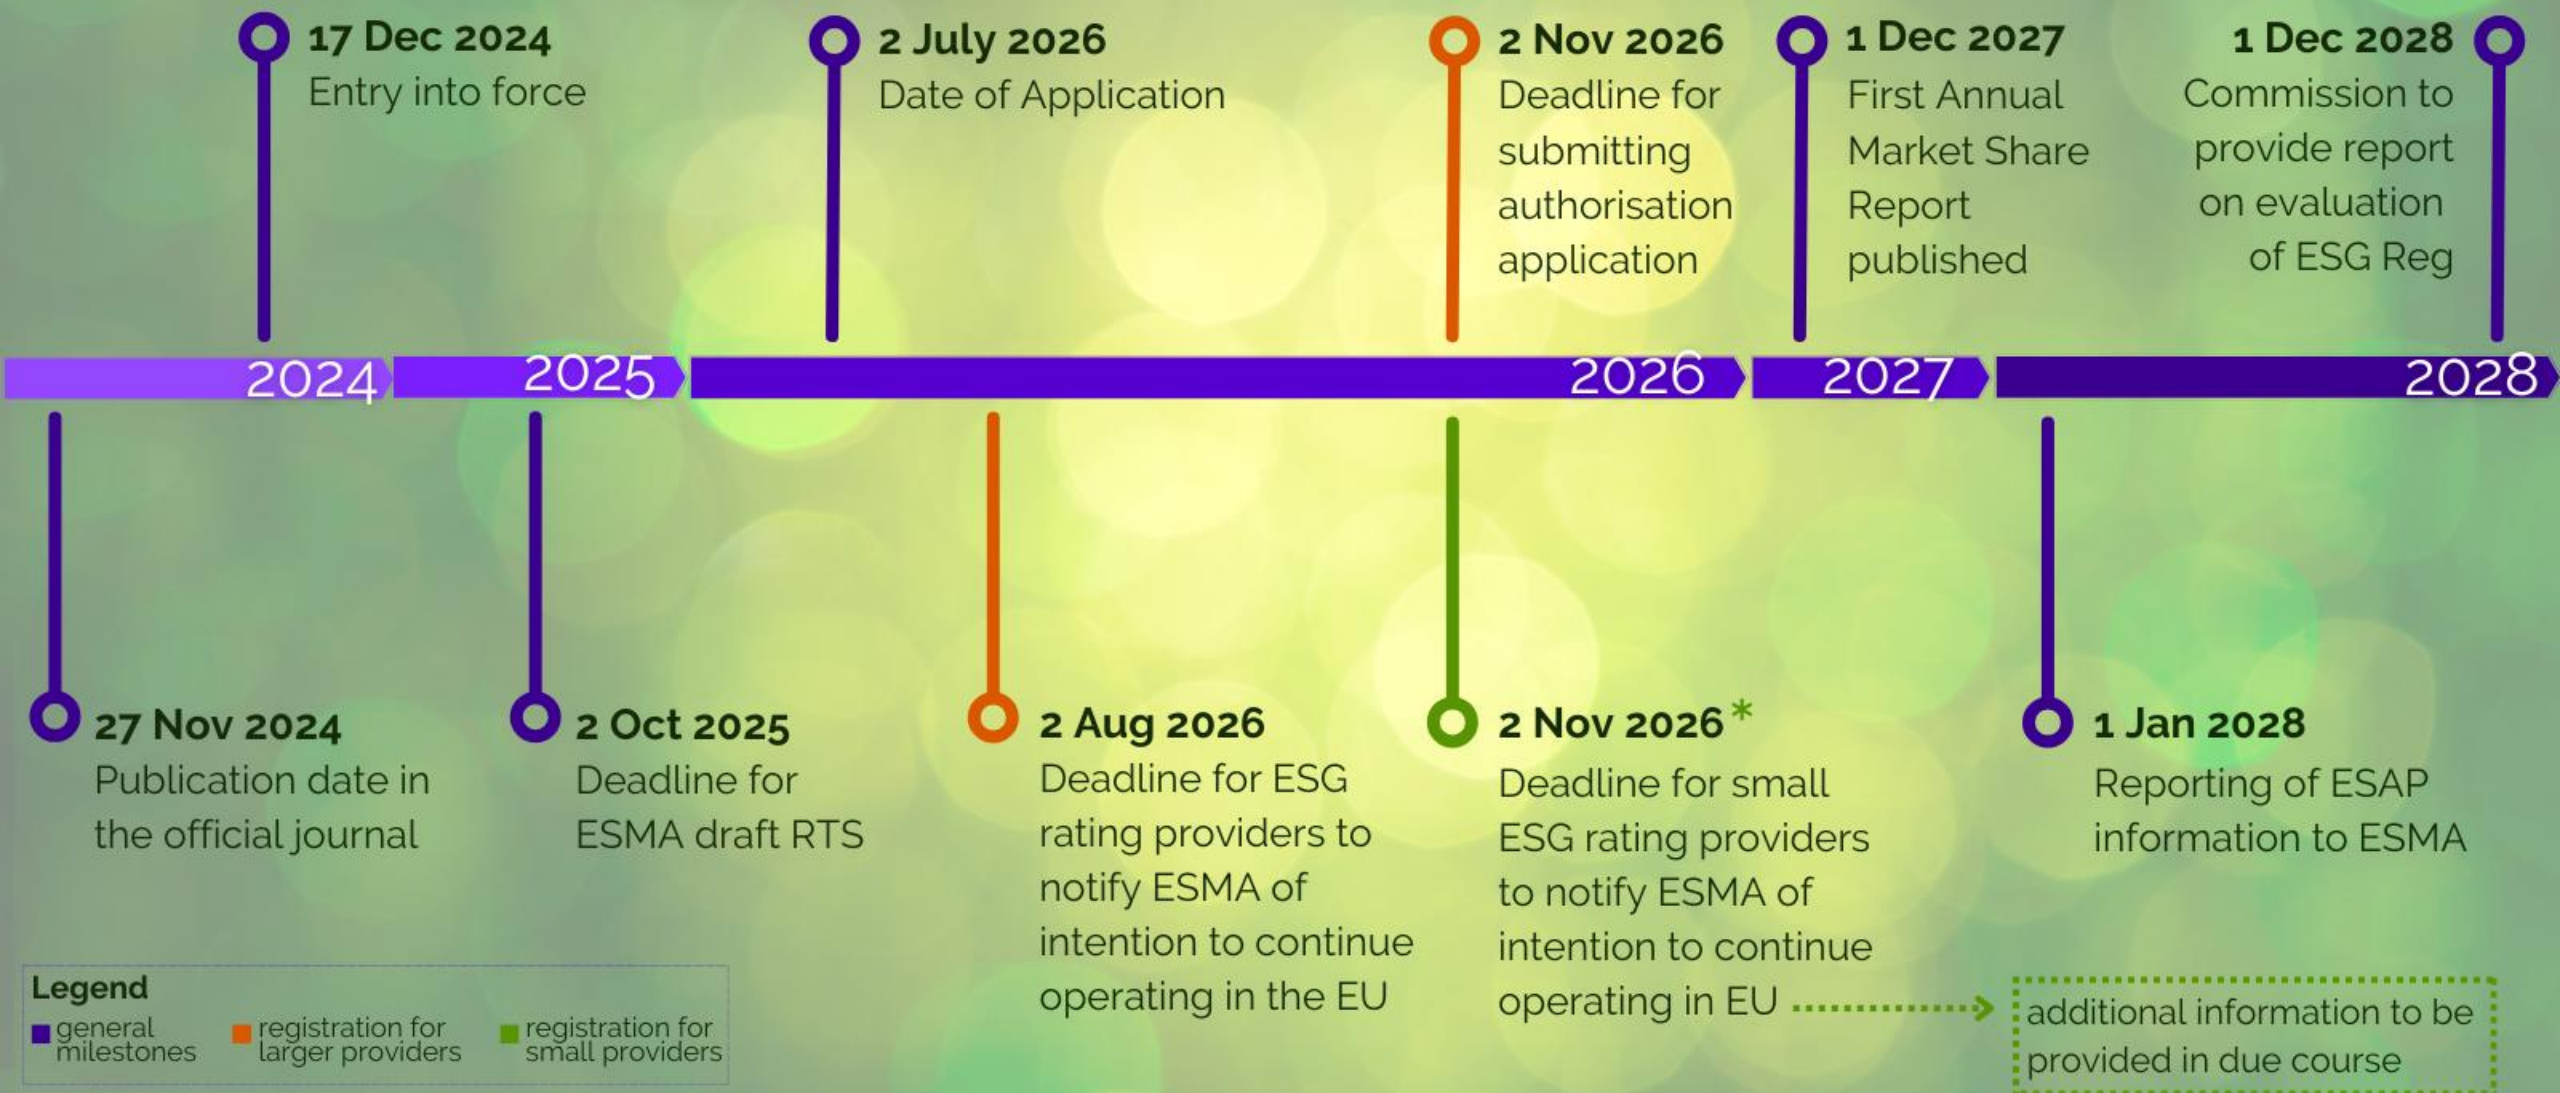 17 Dec 2024
Entry into force
2 July 2026
Date of Application
2 Nov 2026
Deadline for
submitting
authorisation
application
1 Dec 2027
First Annual
Market Share
Report
published
1 Dec 2028
Commission to
provide report
on evaluation
of ESG Reg
2024
2025
2026
2027
2028
27 Nov 2024
Publication date in
the official journal
2 Oct 2025
Deadline for
ESMA draft RTS
2 Aug 2026
Deadline for ESG
rating providers to
notify ESMA of
intention to continue
operating in the EU
2 Nov 2026*
Deadline for small
ESG rating providers
to notify ESMA of
intention to continue
operating in EU
1 Jan 2028
Reporting of ESAP
information to ESMA
additional information to be
provided in due course
Legend
general
milestones
registration for
larger providers
registration for
small providers